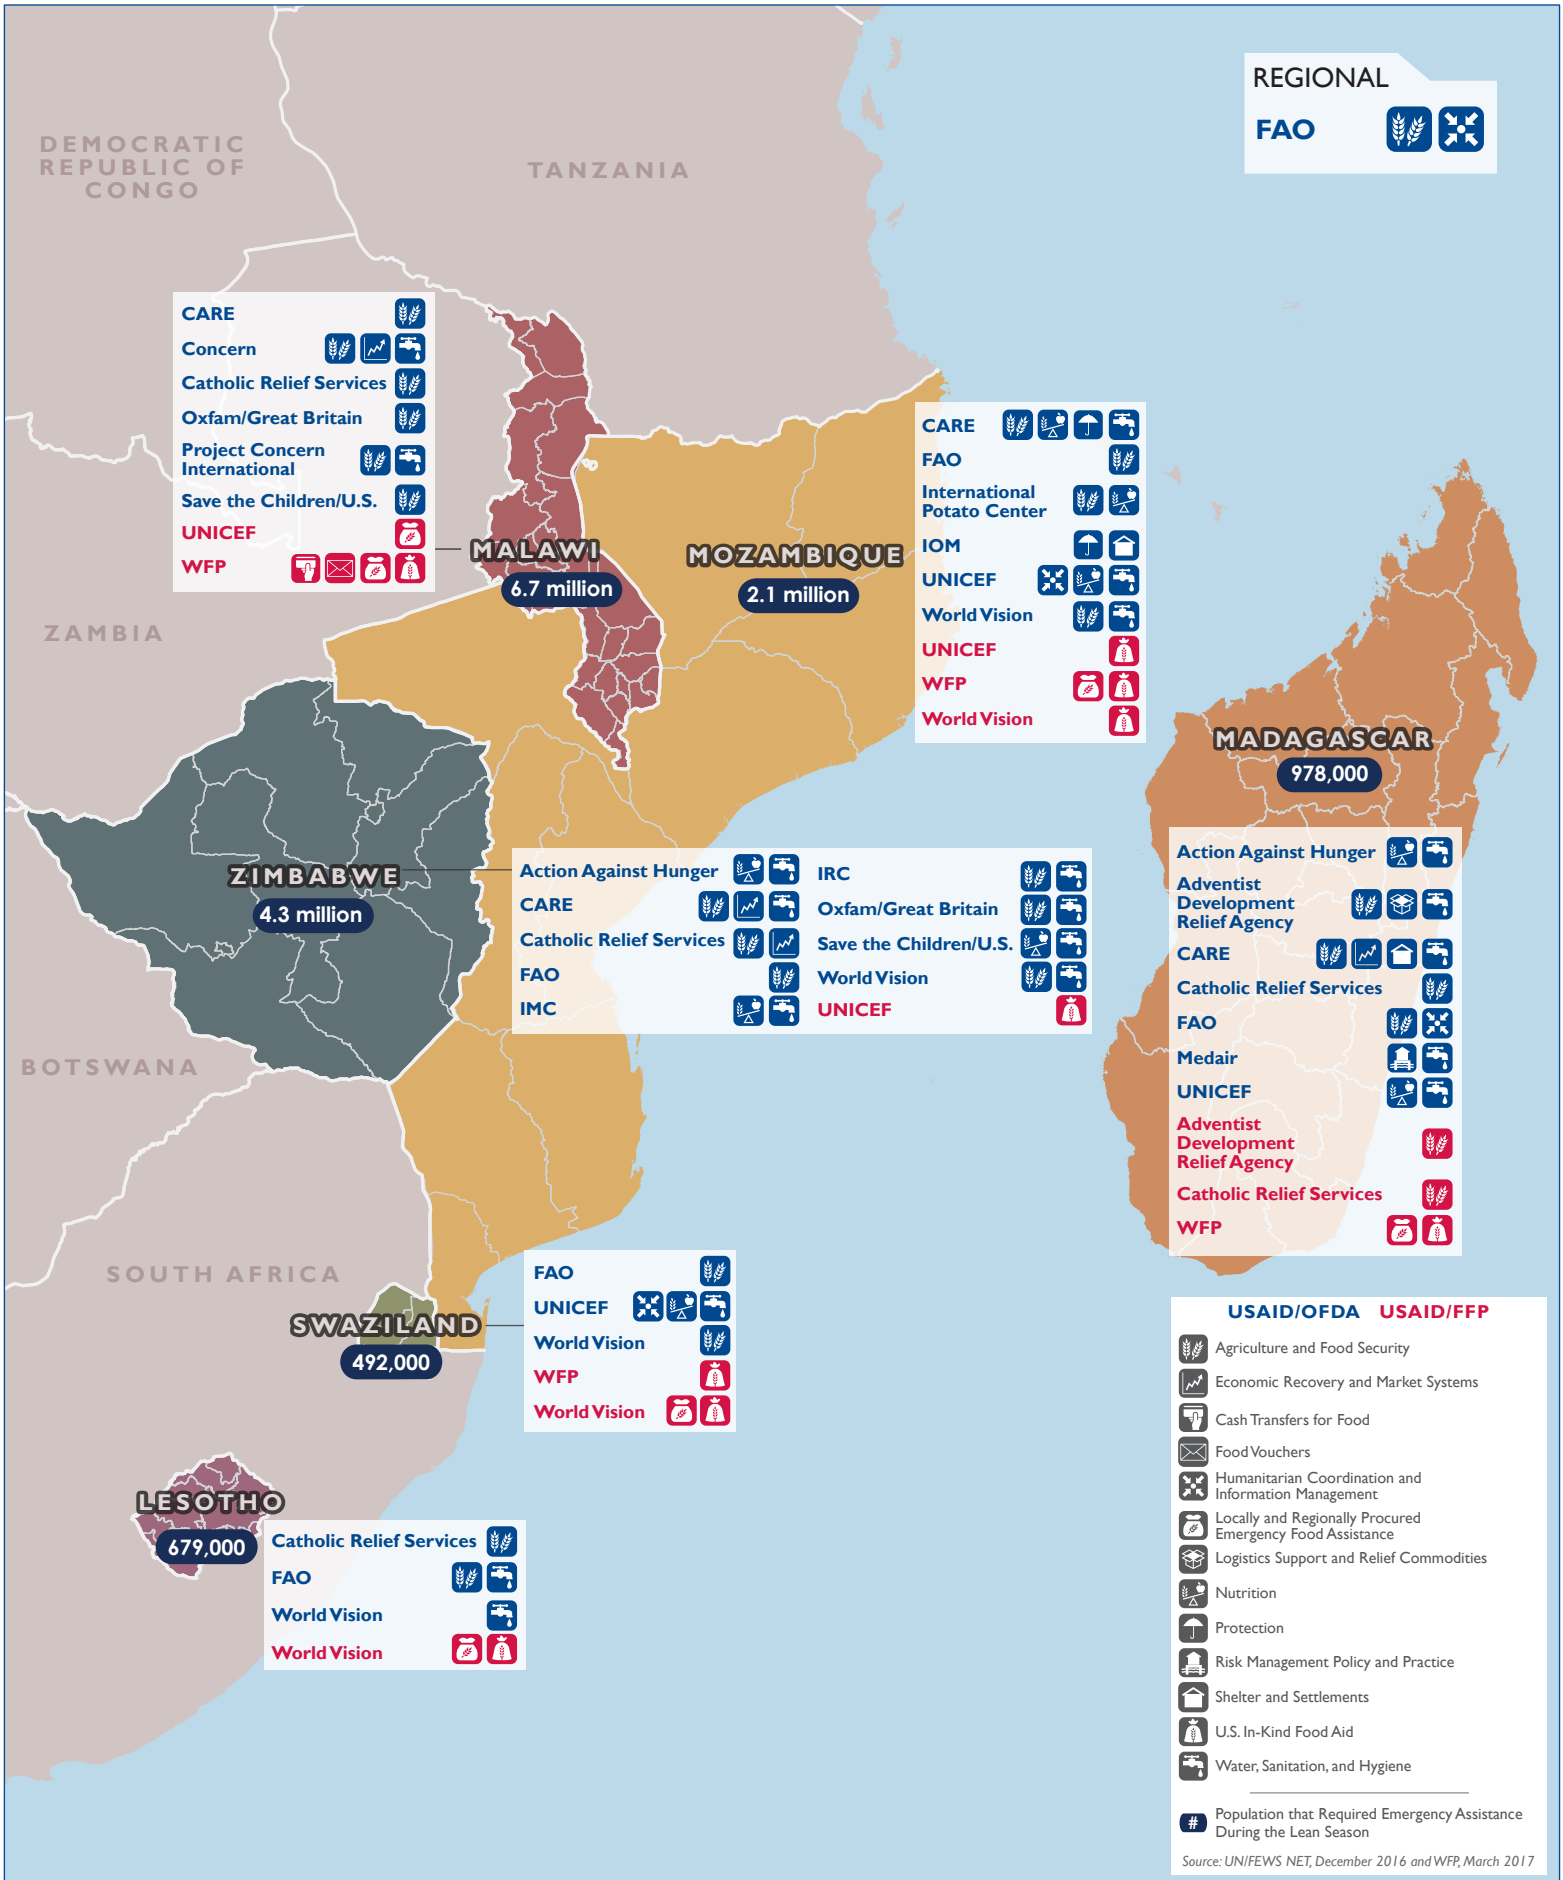 REGIONAL
FAO
DEMOCRATIC
REPUBLIC OF
CONGO
TANZANIA
CARE
Concern
Catholic Relief Services
Oxfam/Great Britain
Project Concern
International
Save the Children/U.S.
UNICEF
WFP
MALAWI
6.7 million
MOZAMBIQUE
2.1 million
CARE
FAO
International
Potato Center
IOM
UNICEF
World Vision
UNICEF
WFP
World Vision
ZAMBIA
MADAGASCAR
978,000
Action Against Hunger
Adventist
Development
Relief Agency
CARE
Catholic Relief Services
FAO
Medair
UNICEF
Adventist
Development
Relief Agency
Catholic Relief Services
WFP
ZIMBABWE
4.3 million
Action Against Hunger
CARE
Catholic Relief Services
FAO
IMC
IRC
Oxfam/Great Britain
Save the Children/U.S.
World Vision
UNICEF
BOTSWANA
SOUTH AFRICA
SWAZILAND
492,000
FAO
UNICEF
World Vision
WFP
World Vision
LESOTHO
679,000
Catholic Relief Services
FAO
World Vision
World Vision
USAID/OFDA USAID/FFP
Agriculture and Food Security
Economic Recovery and Market Systems
Cash Transfers for Food
Food Vouchers
Humanitarian Coordination and
Information Management
Locally and Regionally Procured
Emergency Food Assistance
Logistics Support and Relief Commodities
Nutrition
Protection
Risk Management Policy and Practice
Shelter and Settlements
U.S. In-Kind Food Aid
Water, Sanitation, and Hygiene
# Population that Required Emergency Assistance
During the Lean Season
Source: UN/FEWS NET, December 2016 and WFP, March 2017